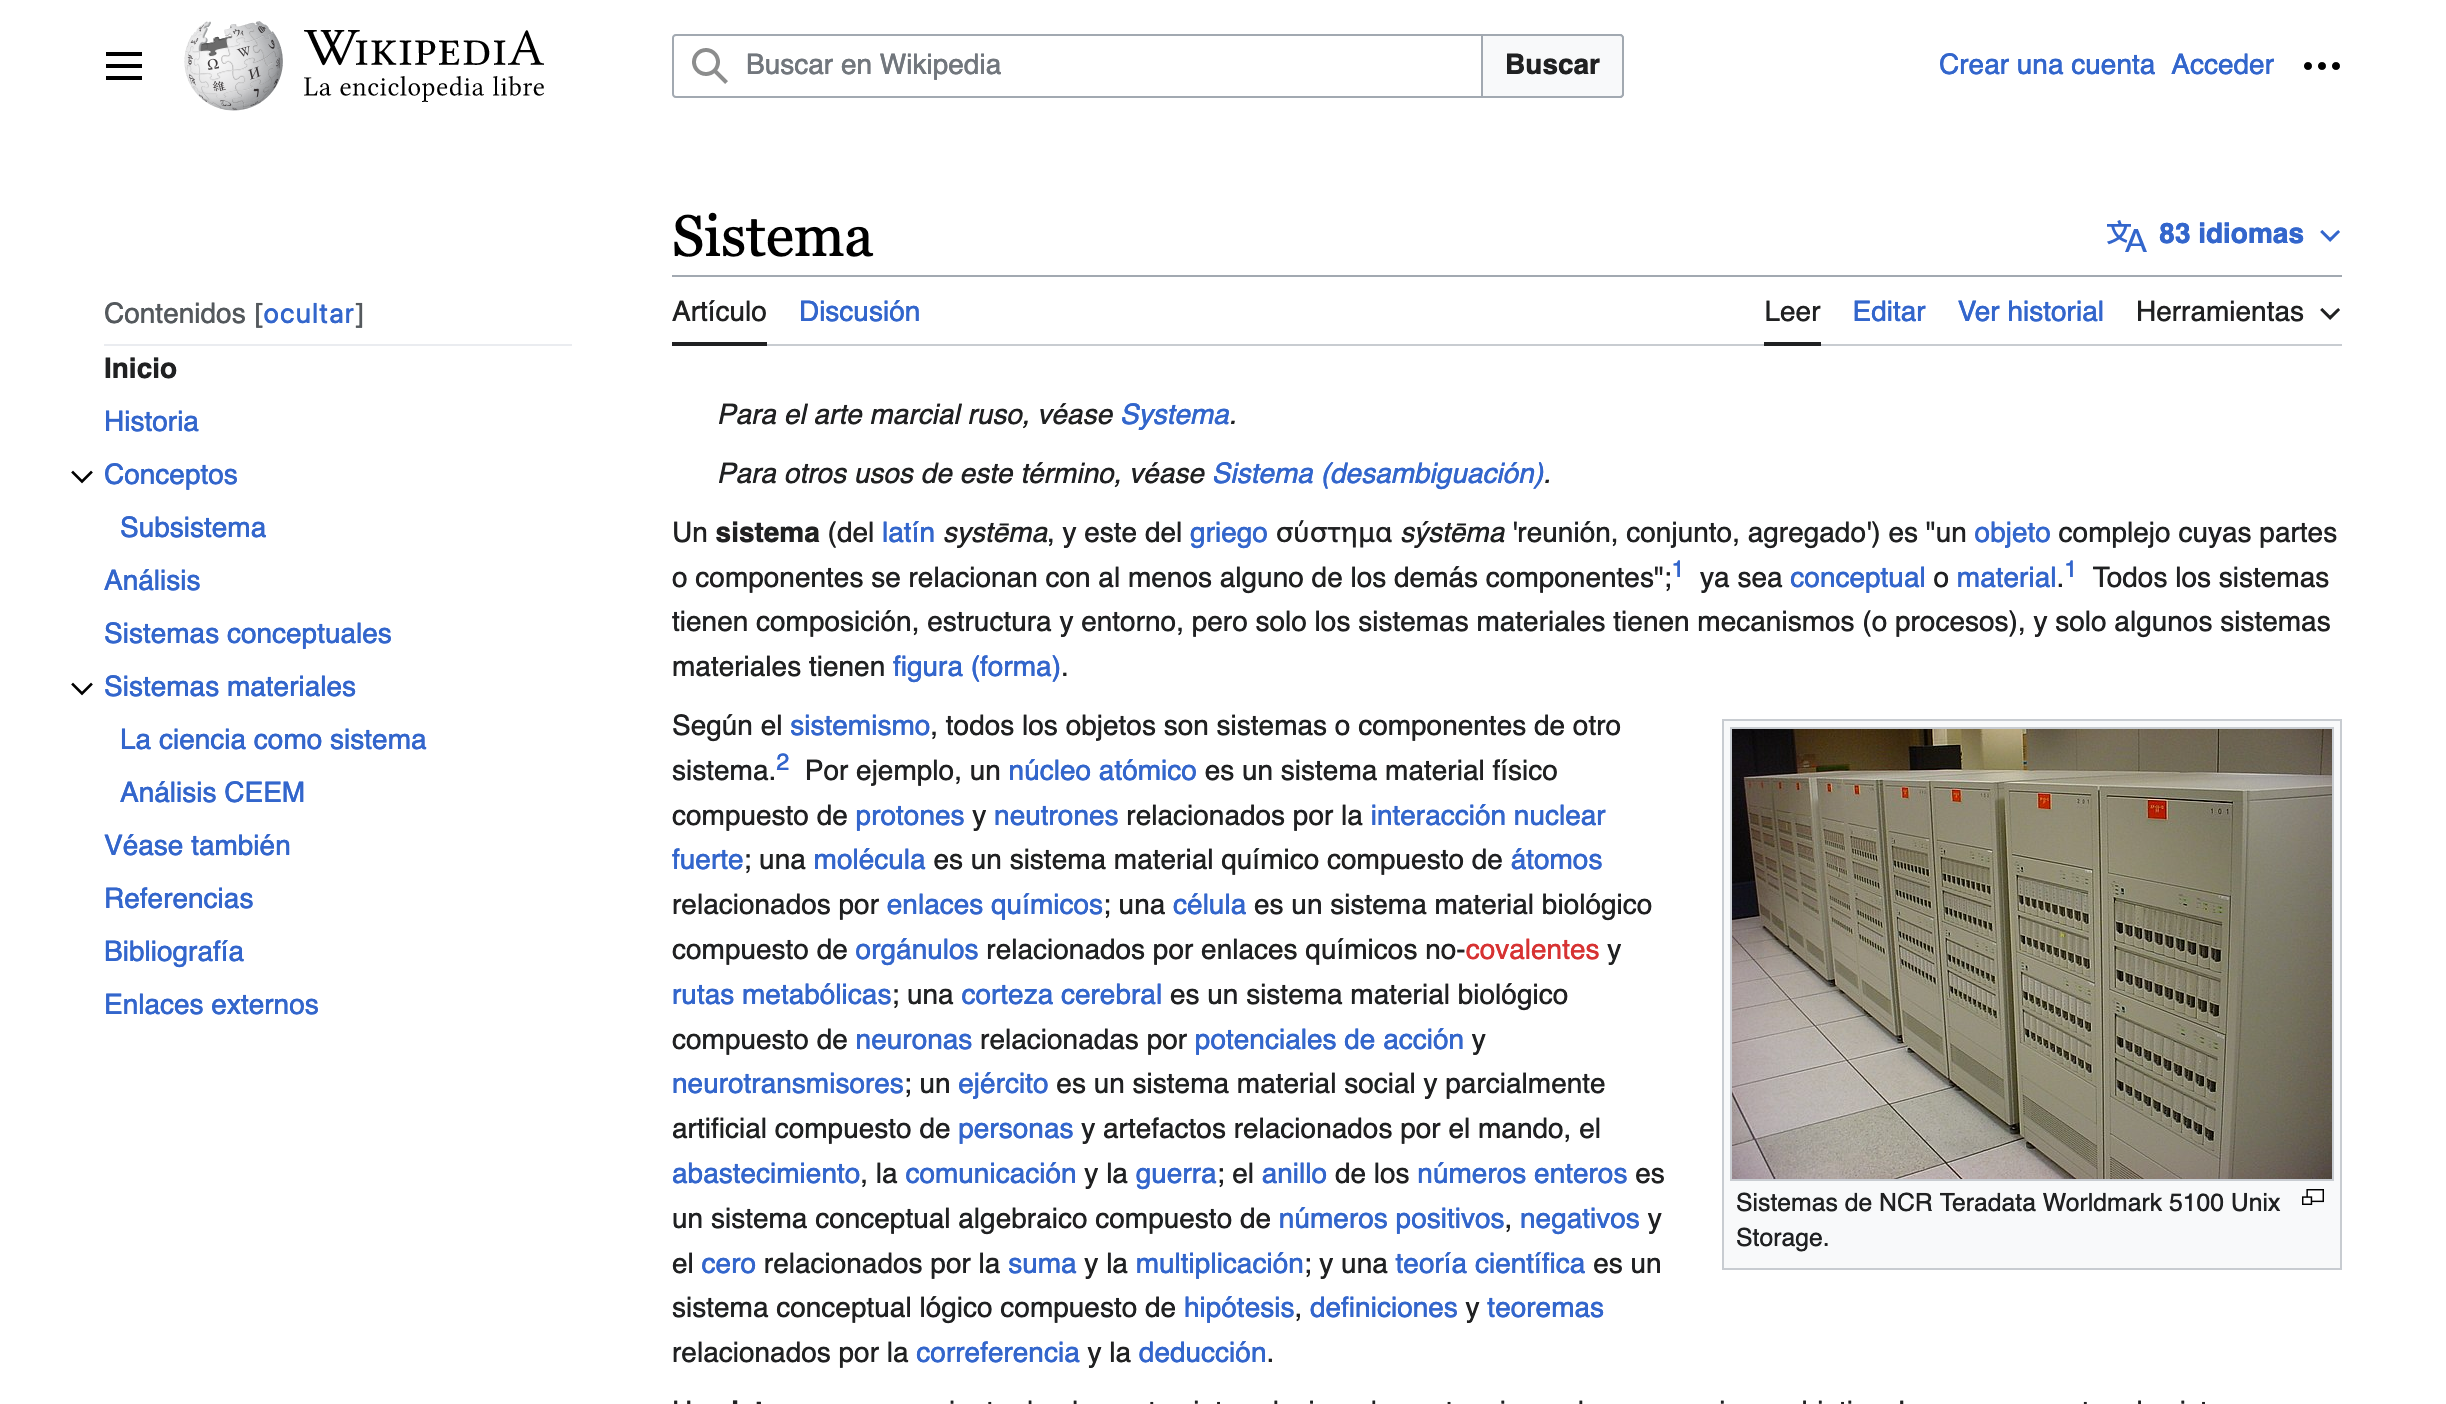 WIKIPEDIA
La enciclopedia libre
Buscar en Wikipedia
Buscar
Crear una cuenta Acceder
Sistema
83 idiomas
Contenidos [ocultar]
Inicio
Historia
Conceptos
Subsistema
Análisis
Sistemas conceptuales
Sistemas materiales
La ciencia como sistema
Análisis CEEM
Véase también
Referencias
Bibliografía
Enlaces externos
Artículo Discusión
Leer Editar Ver historial Herramientas
Para el arte marcial ruso, véase Systema.
Para otros usos de este término, véase Sistema (desambiguación).
Un sistema (del latín systēma, y este del griego σύστημα sýstēma 'reunión, conjunto, agregado') es "un objeto complejo cuyas partes
o componentes se relacionan con al menos alguno de los demás componentes";1 ya sea conceptual o material.1 Todos los sistemas
tienen composición, estructura y entorno, pero solo los sistemas materiales tienen mecanismos (o procesos), y solo algunos sistemas
materiales tienen figura (forma).
Según el sistemismo, todos los objetos son sistemas o componentes de otro
sistema.2 Por ejemplo, un núcleo atómico es un sistema material físico
compuesto de protones y neutrones relacionados por la interacción nuclear
fuerte; una molécula es un sistema material químico compuesto de átomos
relacionados por enlaces químicos; una célula es un sistema material biológico
compuesto de orgánulos relacionados por enlaces químicos no-covalentes y
rutas metabólicas; una corteza cerebral es un sistema material biológico
compuesto de neuronas relacionadas por potenciales de acción y
neurotransmisores; un ejército es un sistema material social y parcialmente
artificial compuesto de personas y artefactos relacionados por el mando, el
abastecimiento, la comunicación y la guerra; el anillo de los números enteros es
un sistema conceptual algebraico compuesto de números positivos, negativos y
el cero relacionados por la suma y la multiplicación; y una teoría científica es un
sistema conceptual lógico compuesto de hipótesis, definiciones y teoremas
relacionados por la correferencia y la deducción.
Sistemas de NCR Teradata Worldmark 5100 Unix
Storage.